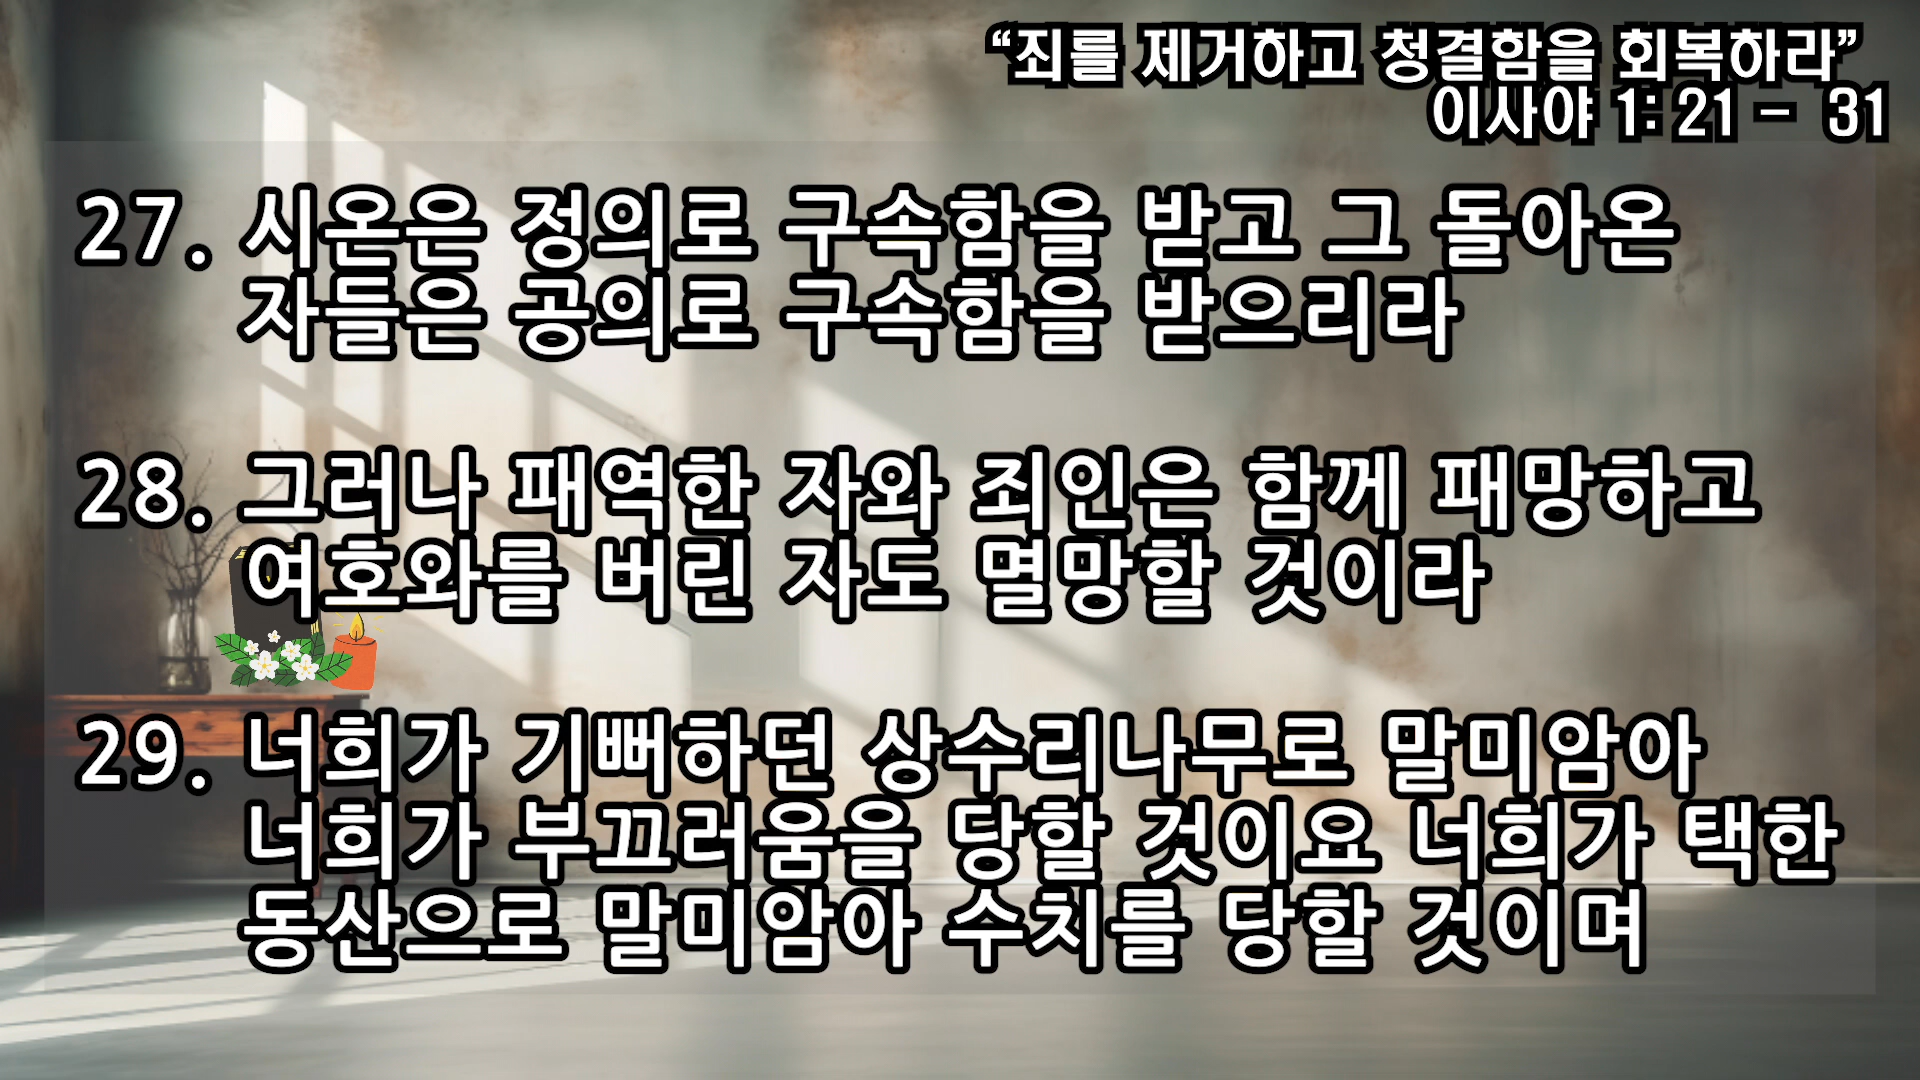 “죄를 제거하고 청결함을 회복하라”
이사야 1: 21 - 31
27. 시온은 정의로 구속함을 받고 그 돌아온
자들은 공의로 구속함을 받으리라
28. 그러나 패역한 자와 죄인은 함께 패망하고
여호와를 버린 자도 멸망할 것이라
29. 너희가 기뻐하던 상수리나무로 말미암아
너희가 부끄러움을 당할 것이요 너희가 택한
동산으로 말미암아 수치를 당할 것이며